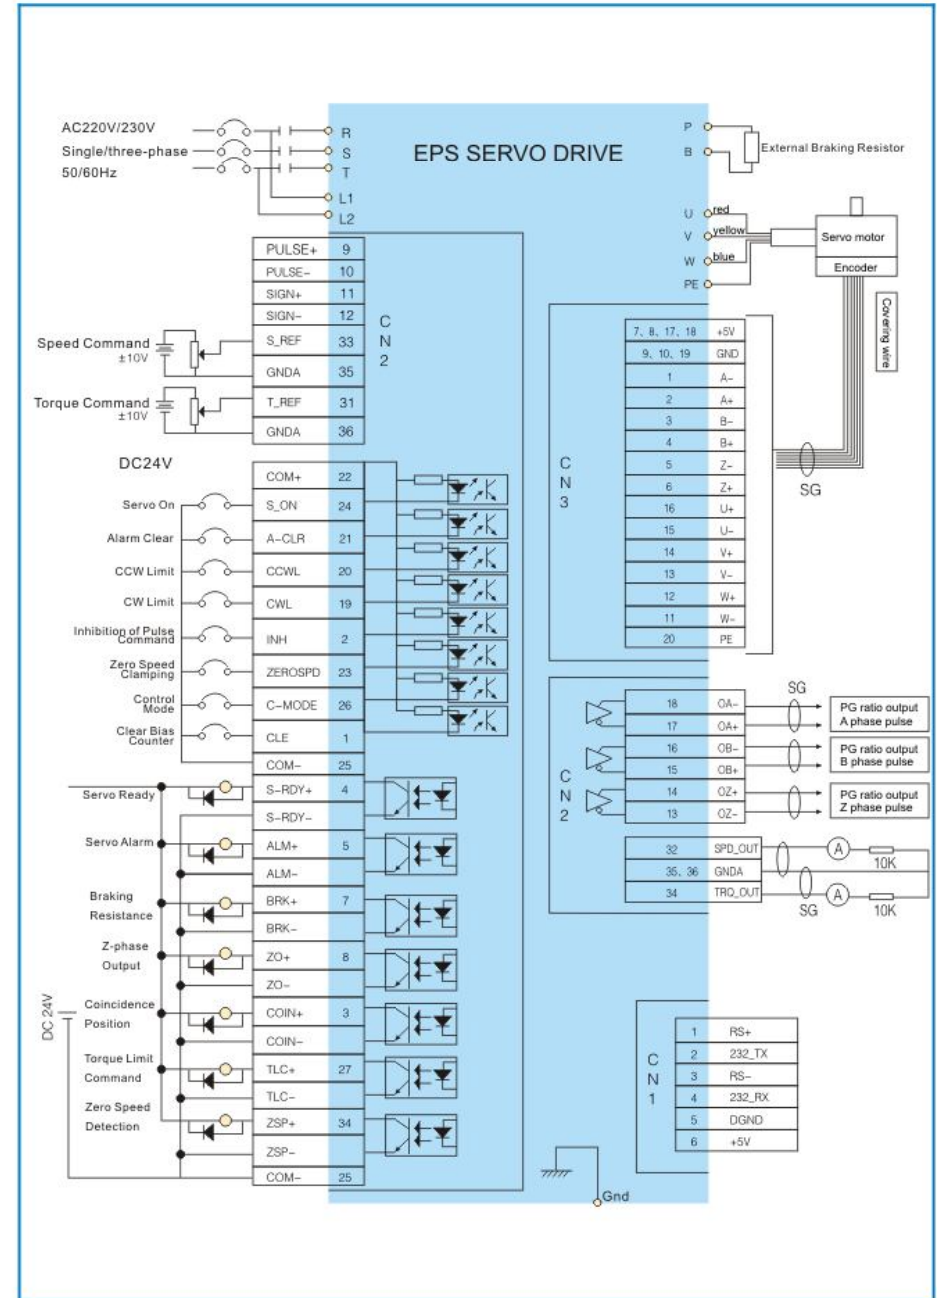 EPS SERVO DRIVE
AC220V/230V
Single/three-phase
50/60Hz
R
S
T
L1
L2
PULSE+ 9
PULSE- 10
SIGN+ 11
SIGN- 12
Speed Command
±10V
S_REF 33
GNDA 35
Torque Command
±10V
T_REF 31
GNDA 36
CN2
DC24V
COM+ 22
Servo On S_ON 24
Alarm Clear A-CLR 21
CCW Limit CCWL 20
CW Limit CWL 19
Inhibition of Pulse
Command
INH 2
Zero Speed
Clamping
ZEROSPD 23
Control
Mode
C-MODE 26
Clear Bias
Counter
CLE 1
COM- 25
Servo Ready
S-RDY+ 4
S-RDY-
Servo Alarm
ALM+ 5
ALM-
Braking
Resistance
BRK+ 7
BRK-
Z-phase
Output
ZO+ 8
ZO-
Coincidence
Position
COIN+ 3
COIN-
Torque Limit
Command
TLC+ 27
TLC-
Zero Speed
Detection
ZSP+ 34
ZSP-
COM- 25
DC 24V
P
B
External Braking Resistor
U red
V yellow
W blue
PE
Servo motor
Encoder
Covering wire
CN3
7、8、17、18 +5V
9、10、19 GND
1 A-
2 A+
3 B-
4 B+
5 Z-
6 Z+
16 U+
15 U-
14 V+
13 V-
12 W+
11 W-
20 PE
SG
CN2
18 OA-
17 OA+
16 OB-
15 OB+
14 OZ+
13 OZ-
SG
PG ratio output
A phase pulse
PG ratio output
B phase pulse
PG ratio output
Z phase pulse
32 SPD_OUT
35、36 GNDA
34 TRQ_OUT
A
10K
SG
A
10K
CN1
1 RS+
2 232_TX
3 RS-
4 232_RX
5 DGND
6 +5V
Gnd